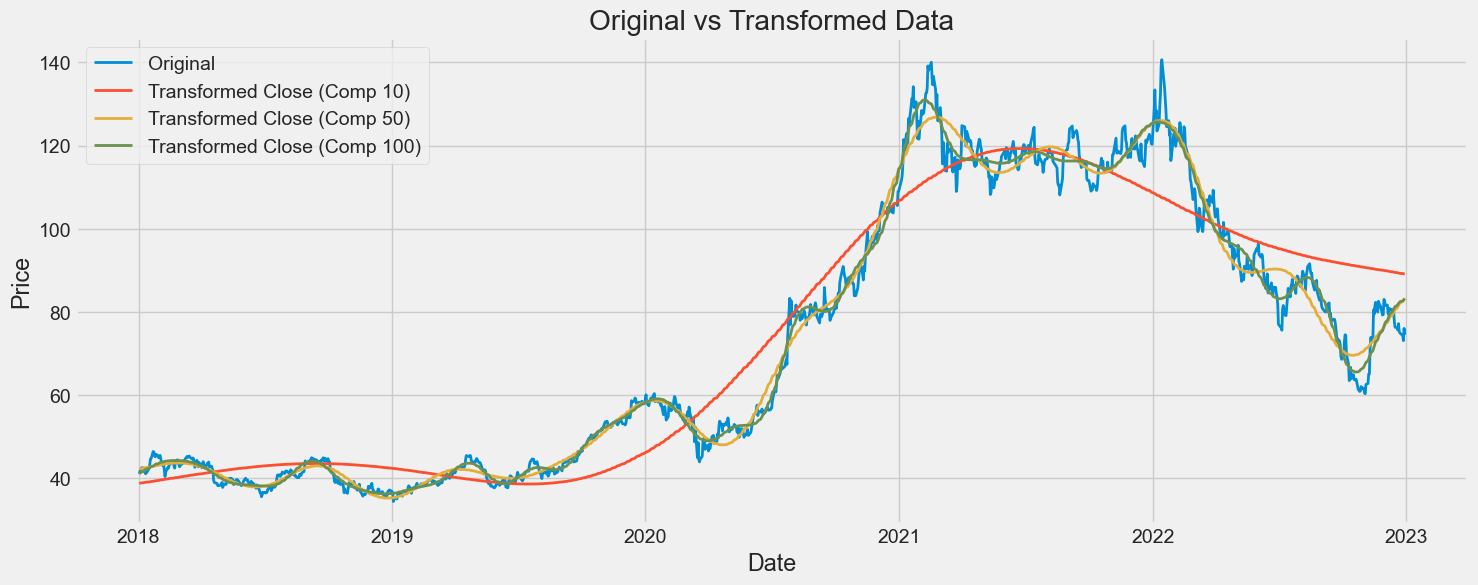 Original vs Transformed Data
Original
Transformed Close (Comp 10)
Transformed Close (Comp 50)
Transformed Close (Comp 100)
Price
140
120
100
80
60
40
2018 2019 2020 2021 2022 2023
Date